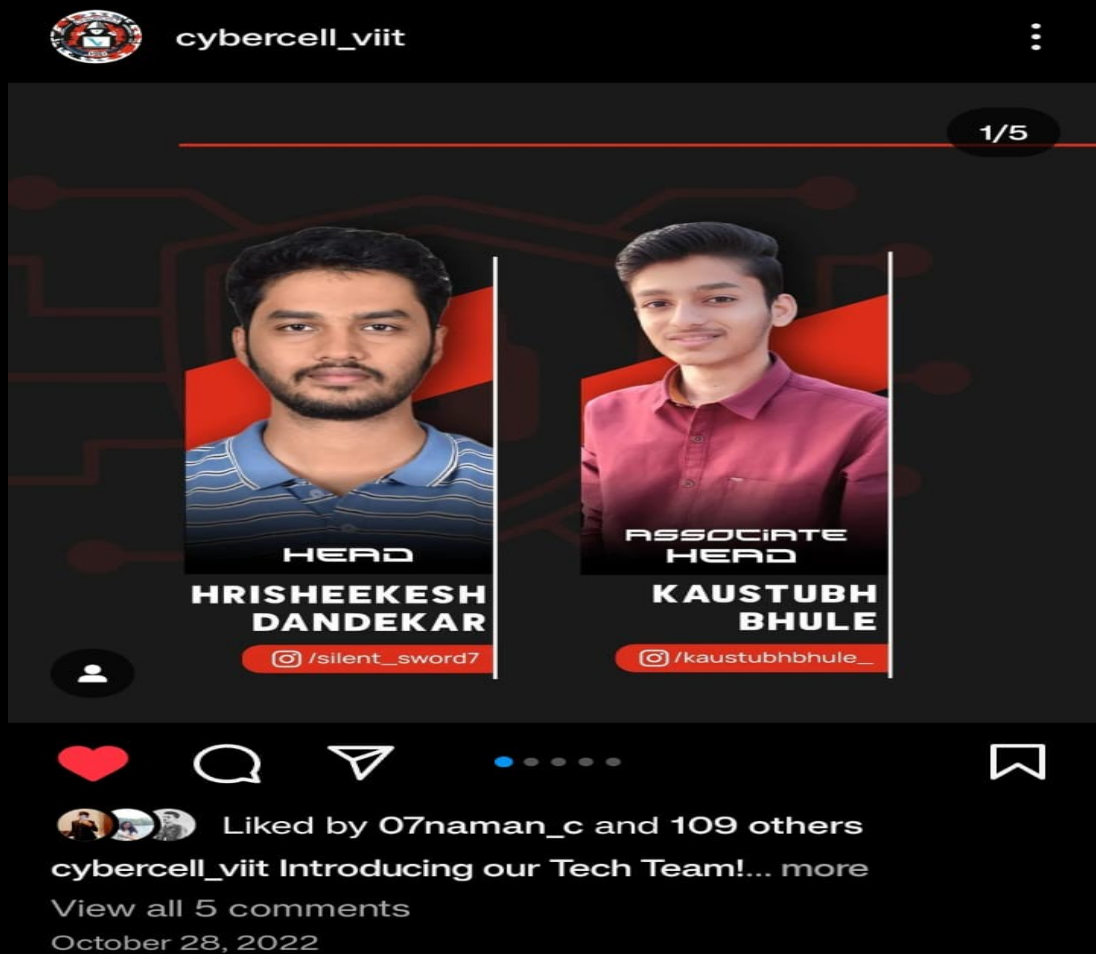 cybercell_viit
1/5
HEAD
HRISHEEKESH
DANDEKAR
/silent_sword7
ASSOCIATE
HEAD
KAUSTUBH
BHULE
/kaustubhbhule_
Liked by 07naman_c and 109 others
cybercell_viit Introducing our Tech Team!... more
View all 5 comments
October 28, 2022